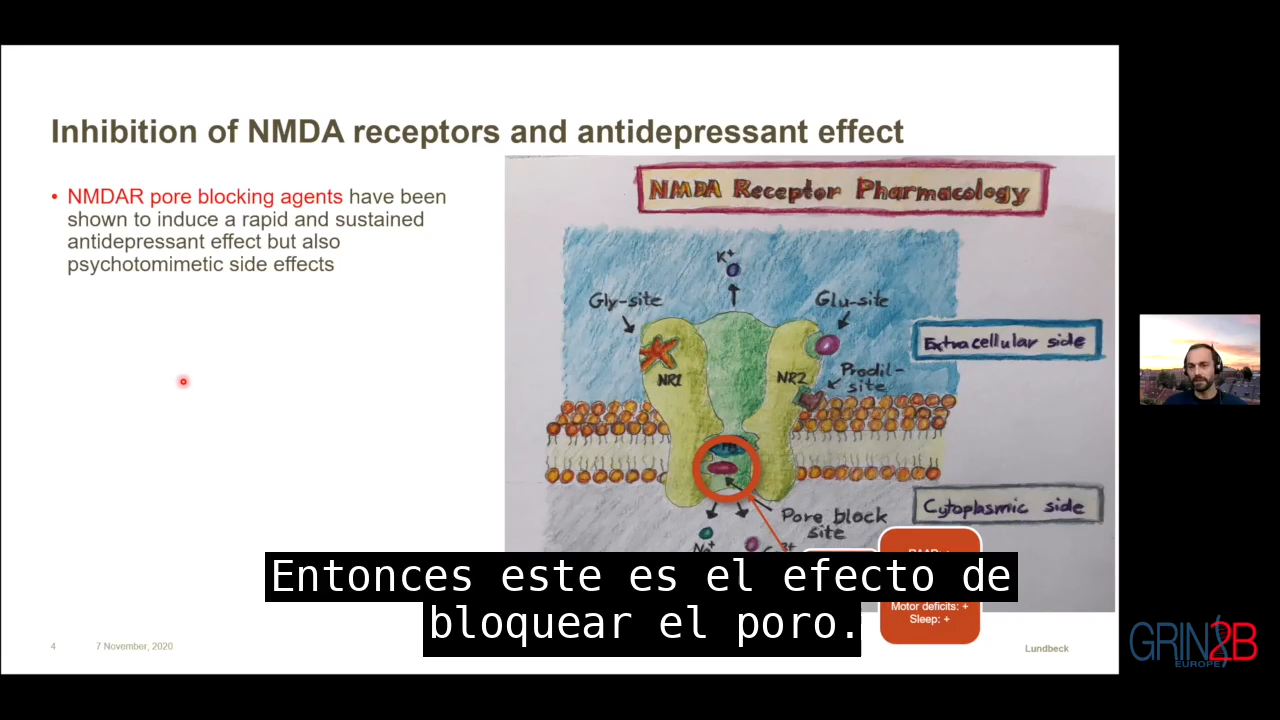 Inhibition of NMDA receptors and antidepressant effect
• NMDAR pore blocking agents have been
shown to induce a rapid and sustained
antidepressant effect but also
psychotomimetic side effects
NMDA Receptor Pharmacology
K+
Gly-site
Glu-site
Extracellular side
NR1
NR2
Prodil-
site
Cytoplasmic side
Pore block
site
Motor deficits: +
Sleep: +
Entonces este es el efecto de
bloquear el poro.
4
7 November, 2020
Lundbeck
GRIN2B
EUROPE